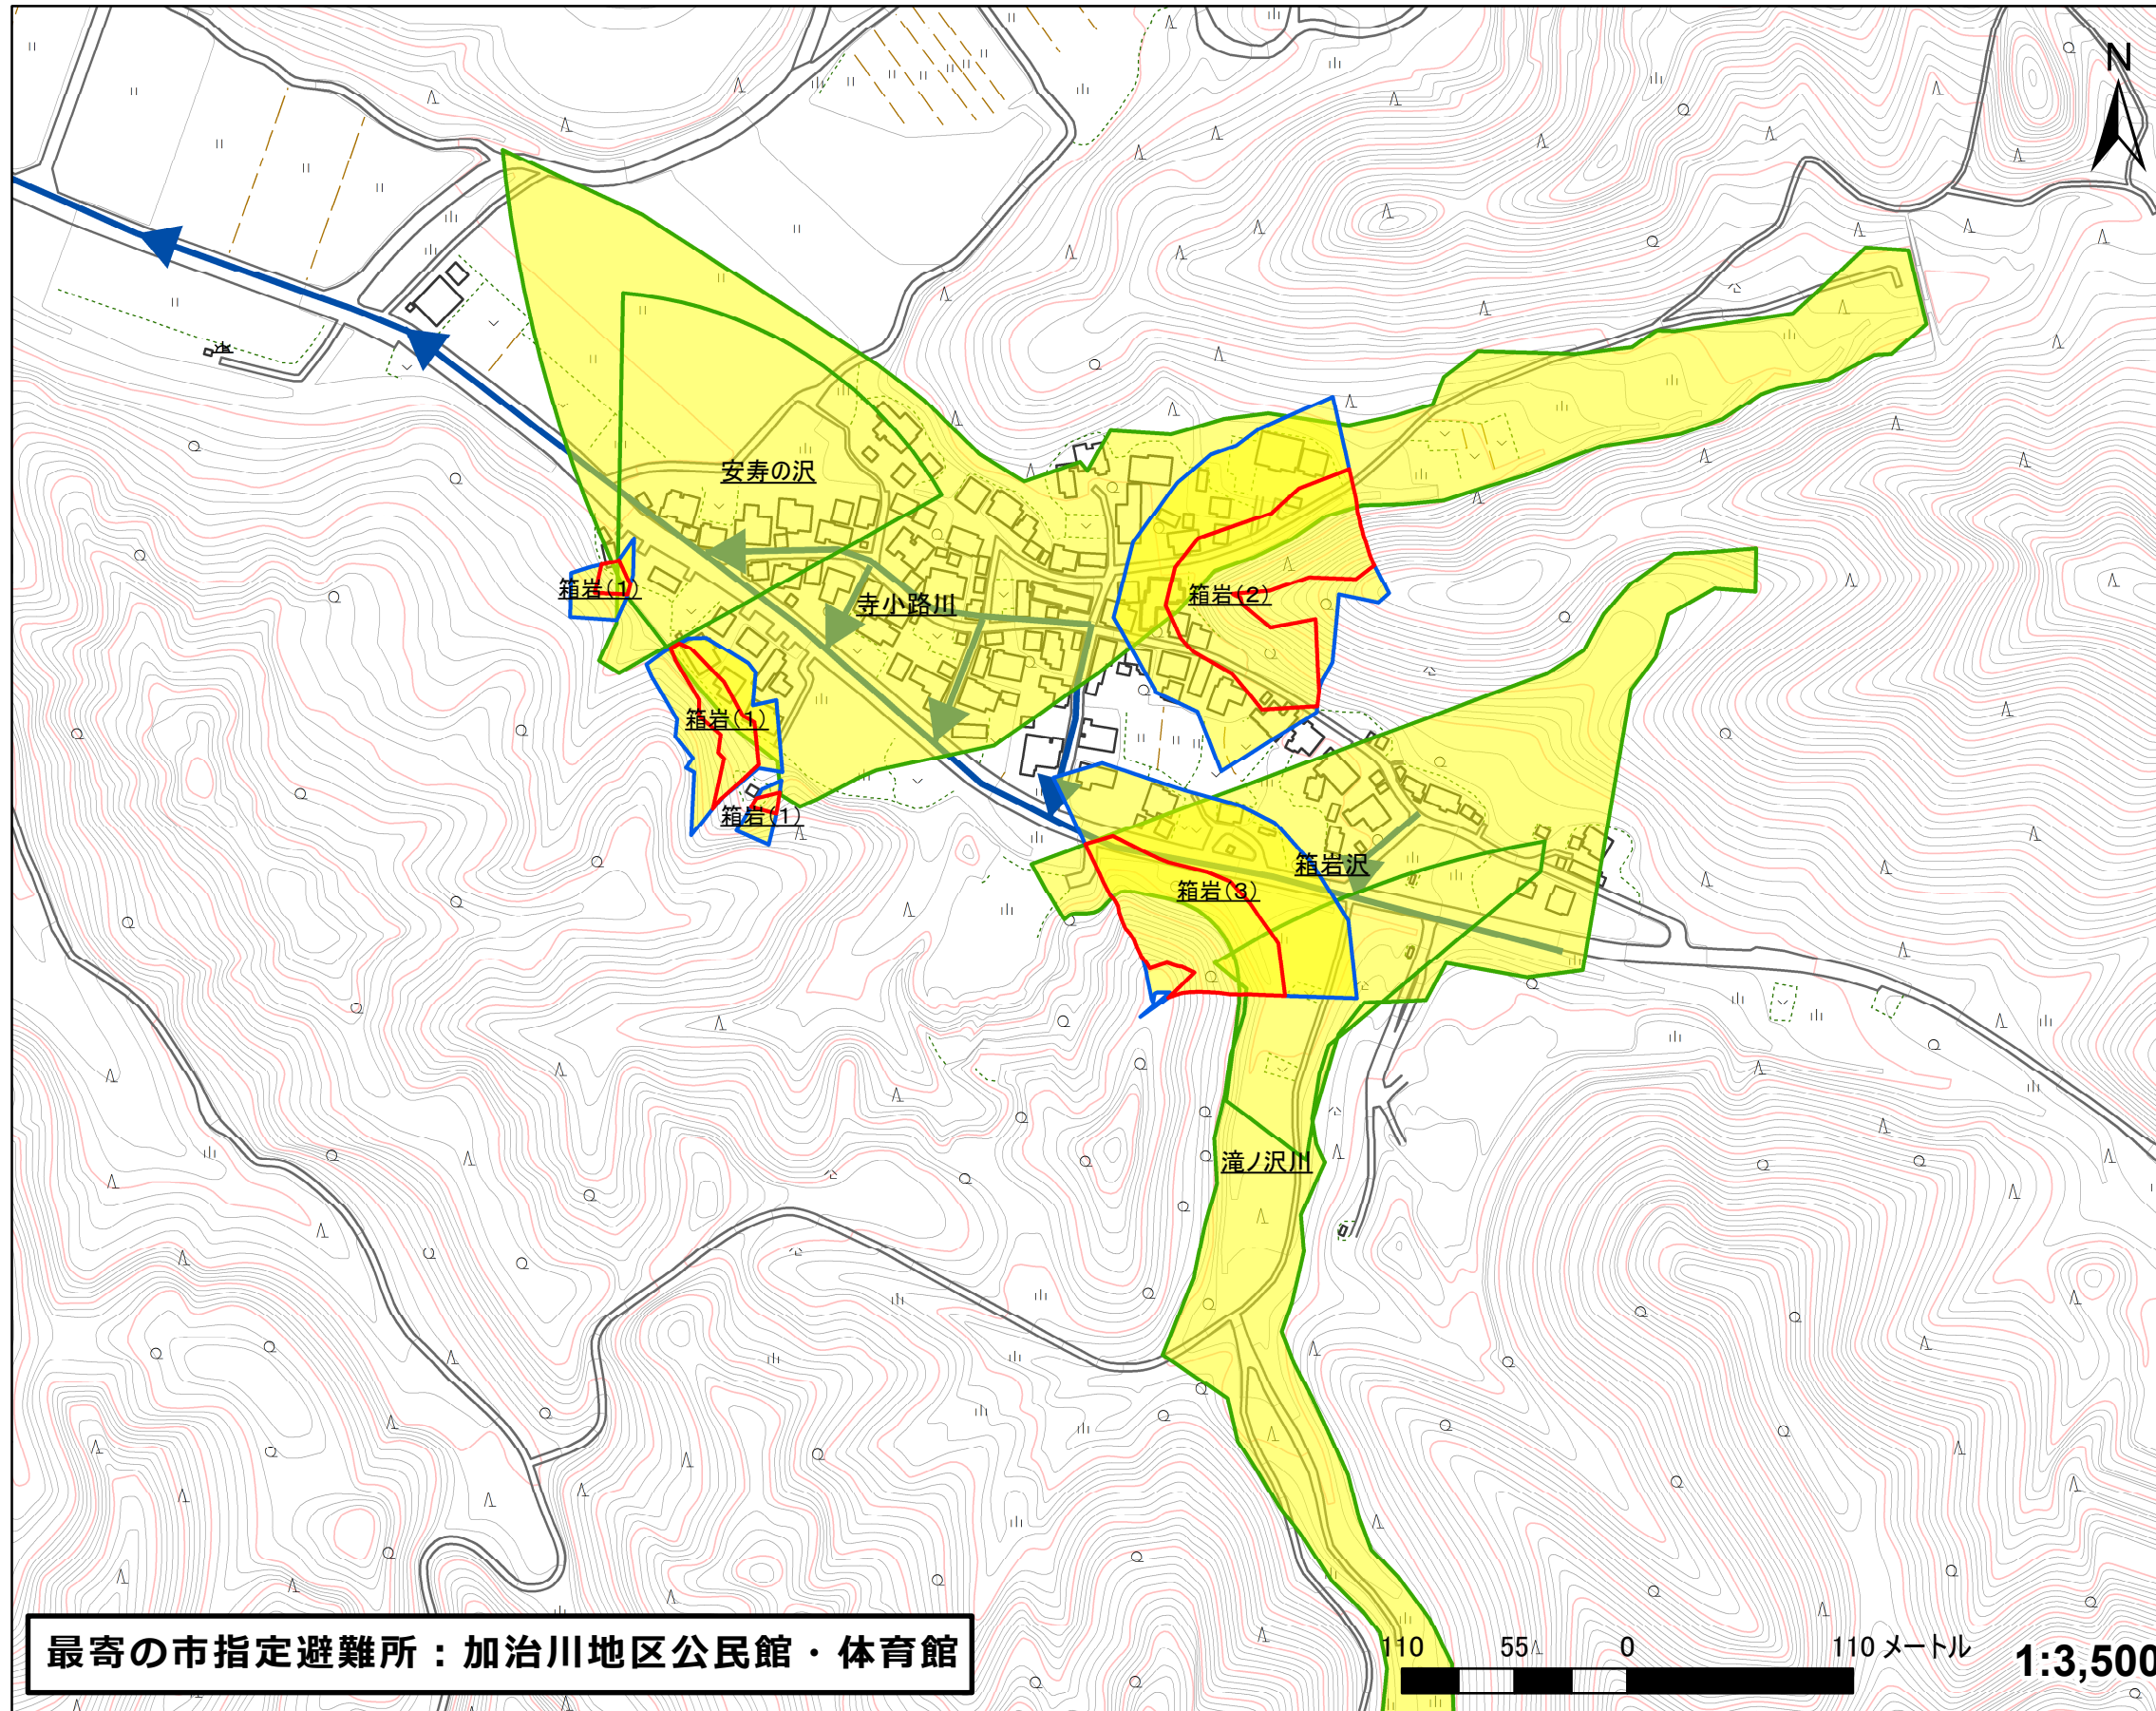 N
安寿の沢
箱岩(1)
寺小路川
箱岩(2)
箱岩(1)
箱岩(1)
箱岩沢
箱岩(3)
滝ノ沢川
最寄の市指定避難所：加治川地区公民館・体育館
110 55 0 110 メートル
1:3,500